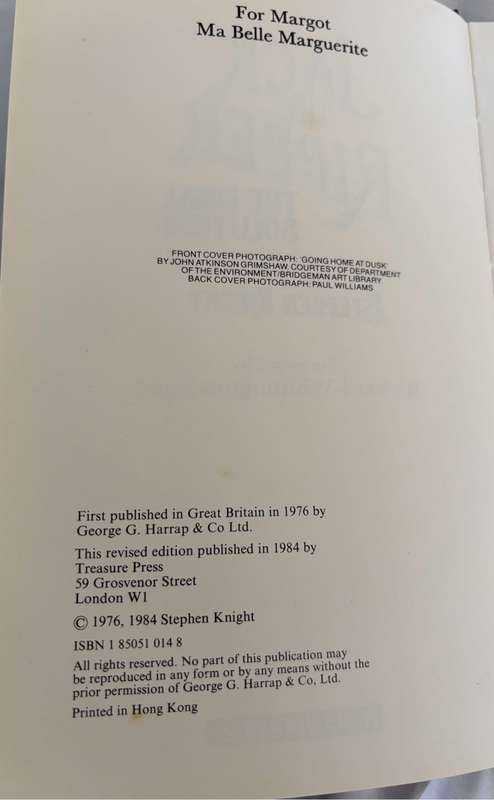 For Margot
Ma Belle Marguerite
FRONT COVER PHOTOGRAPH: 'GOING HOME AT DUSK'
BY JOHN ATKINSON GRIMSHAW. COURTESY OF DEPARTMENT
OF THE ENVIRONMENT/BRIDGEMAN ART LIBRARY
BACK COVER PHOTOGRAPH: PAUL WILLIAMS
First published in Great Britain in 1976 by
George G. Harrap & Co Ltd.
This revised edition published in 1984 by
Treasure Press
59 Grosvenor Street
London W1
© 1976, 1984 Stephen Knight
ISBN 1 85051 014 8
All rights reserved. No part of this publication may
be reproduced in any form or by any means without the
prior permission of George G. Harrap & Co, Ltd.
Printed in Hong Kong